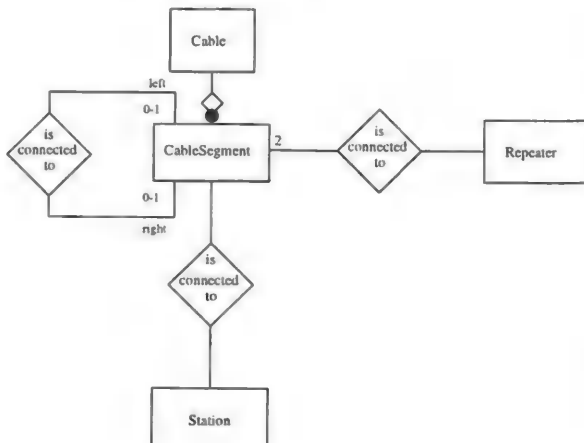 Cable
left
0-1
is
connected
to
CableSegment
2
is
connected
to
Repeater
0-1
right
is
connected
to
Station